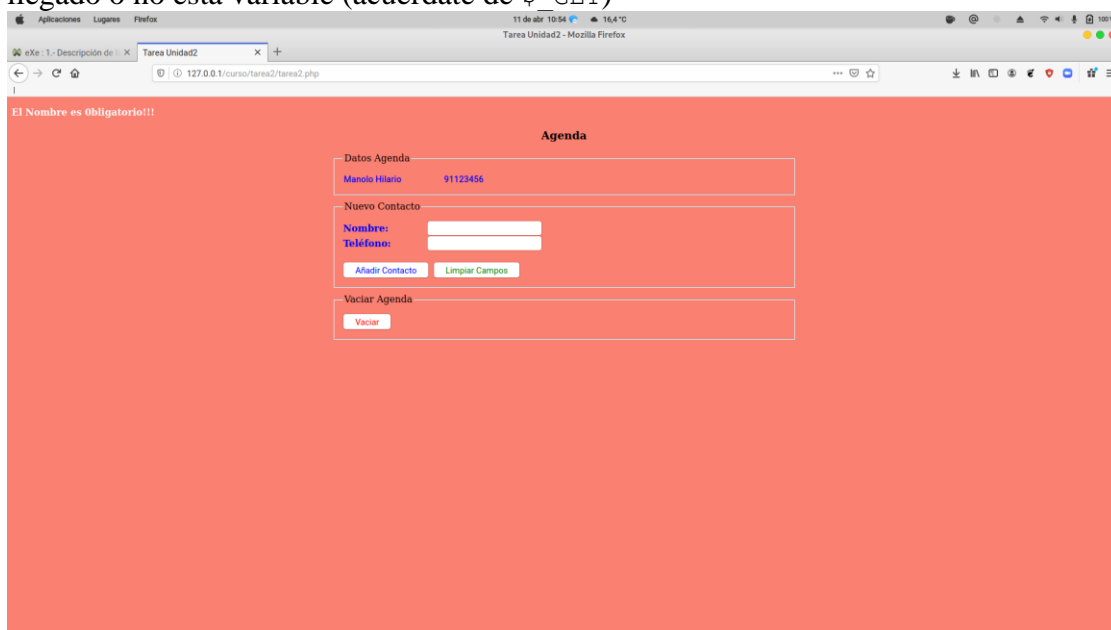 llegado o no esta variable (acuérdate de $_GET)
Aplicaciones Lugares Firefox 11 de abr 10:54 16,4°C
Tarea Unidad2 - Mozilla Firefox
eXe : 1.- Descripción de Tarea Unidad2
127.0.0.1/curso/tarea2/tarea2.php
El Nombre es 0bligatorio!!!
Agenda
Datos Agenda
Manolo Hilario 91123456
Nuevo Contacto
Nombre:
Teléfono:
Añadir Contacto Limpiar Campos
Vaciar Agenda
Vaciar